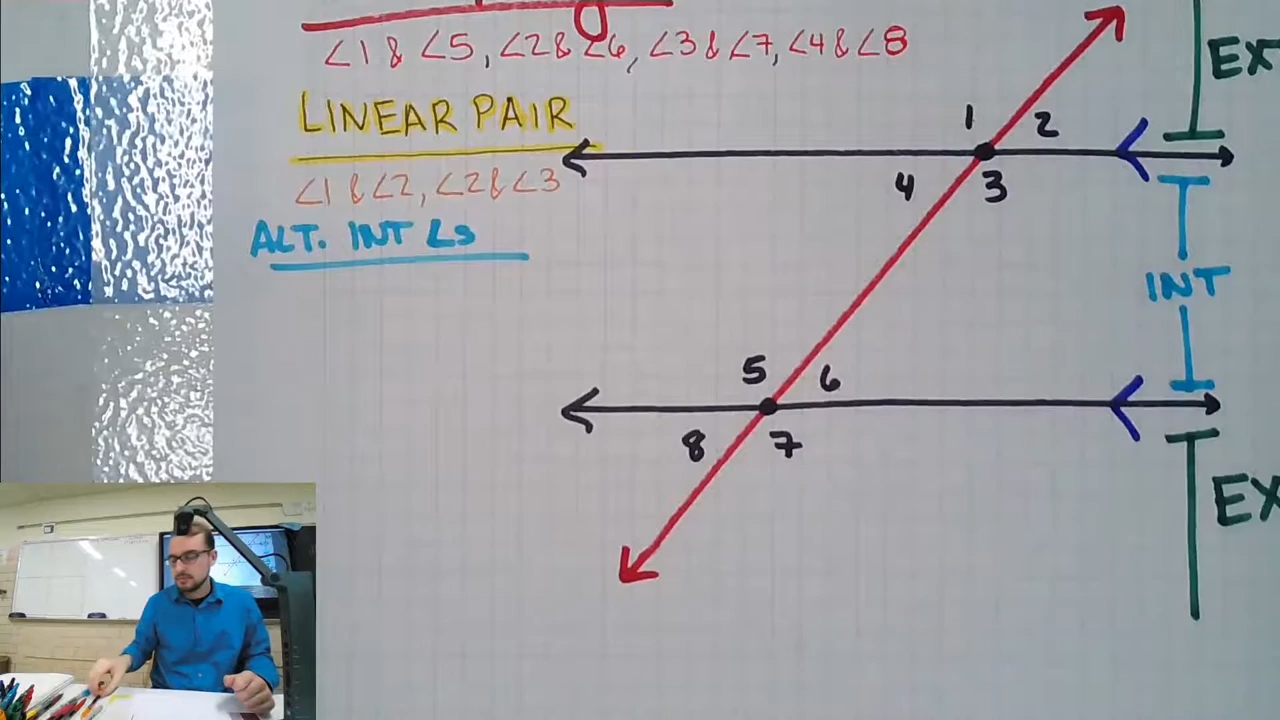 ∠1 & ∠5, ∠2 & ∠6, ∠3 & ∠7, ∠4 & ∠8
LINEAR PAIR
∠1 & ∠2, ∠2 & ∠3
ALT. INT ∠s
EX
1 2
4 3
INT
5 6
8 7
EX